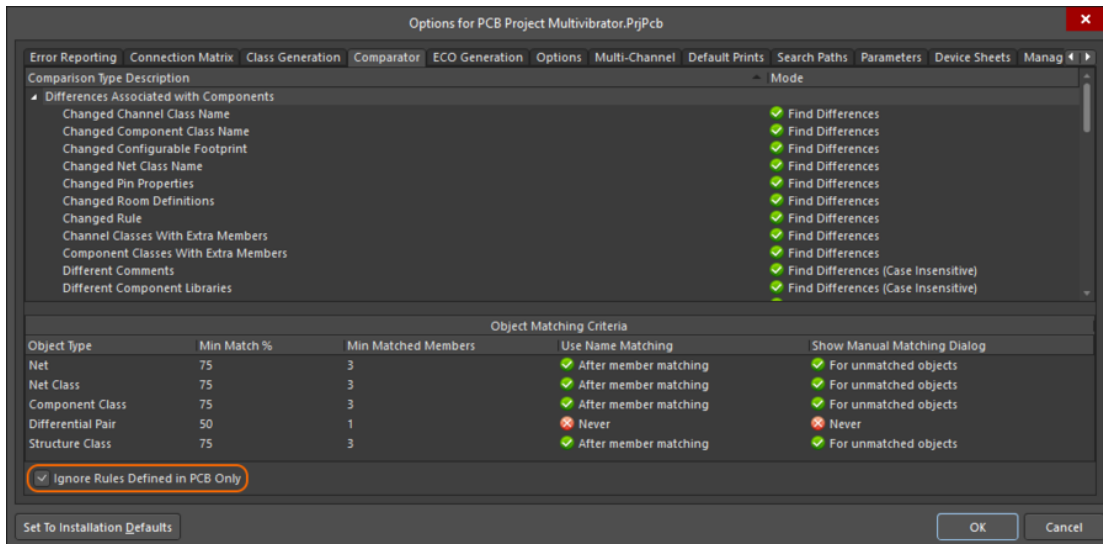 Options for PCB Project Multivibrator.PrjPcb
Error Reporting Connection Matrix Class Generation Comparator ECO Generation Options Multi-Channel Default Prints Search Paths Parameters Device Sheets Manag
Comparison Type Description Mode
Differences Associated with Components
Changed Channel Class Name Find Differences
Changed Component Class Name Find Differences
Changed Configurable Footprint Find Differences
Changed Net Class Name Find Differences
Changed Pin Properties Find Differences
Changed Room Definitions Find Differences
Changed Rule Find Differences
Channel Classes With Extra Members Find Differences
Component Classes With Extra Members Find Differences
Different Comments Find Differences (Case Insensitive)
Different Component Libraries Find Differences (Case Insensitive)
Object Matching Criteria
Object Type Min Match % Min Matched Members Use Name Matching Show Manual Matching Dialog
Net 75 3 After member matching For unmatched objects
Net Class 75 3 After member matching For unmatched objects
Component Class 75 3 After member matching For unmatched objects
Differential Pair 50 1 Never Never
Structure Class 75 3 After member matching For unmatched objects
Ignore Rules Defined in PCB Only
Set To Installation Defaults OK Cancel